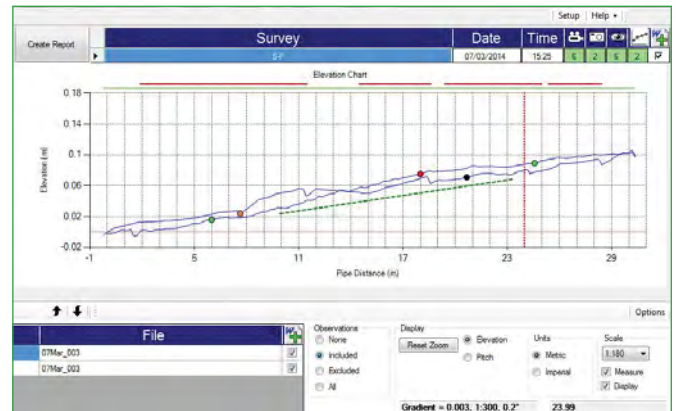 Setup Help
Create Report Survey Date Time
07/03/2014 15:25 6 2 6 2
Elevation Chart
0.18
0.14
0.1
0.06
0.02
-0.02
Elevation (m)
-1 5 11 17 23 29
Pipe Distance (m)
Options
File
07Mar_003
07Mar_003
Observations
None
Included
Excluded
All
Display
Reset Zoom
Elevation
Pitch
Units
Metric
Imperial
Scale
1:180
Measure
Display
Gradient = 0.003, 1:300, 0.2° 23.99